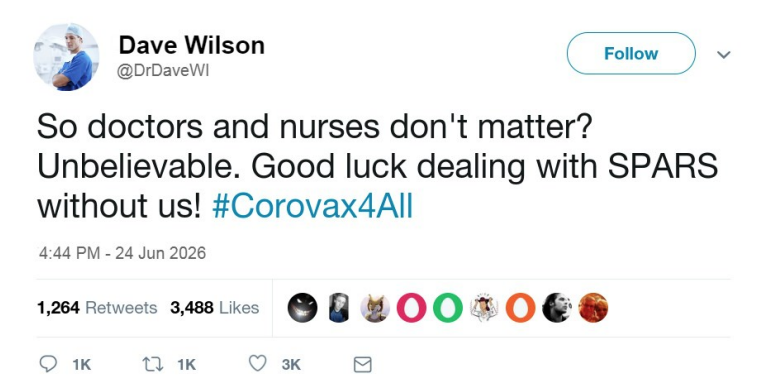 Dave Wilson
Follow
@DrDaveWI
So doctors and nurses don't matter?
Unbelievable. Good luck dealing with SPARS
without us! #Corovax4All
4:44 PM - 24 Jun 2026
1,264 Retweets 3,488 Likes
1K 1K 3K